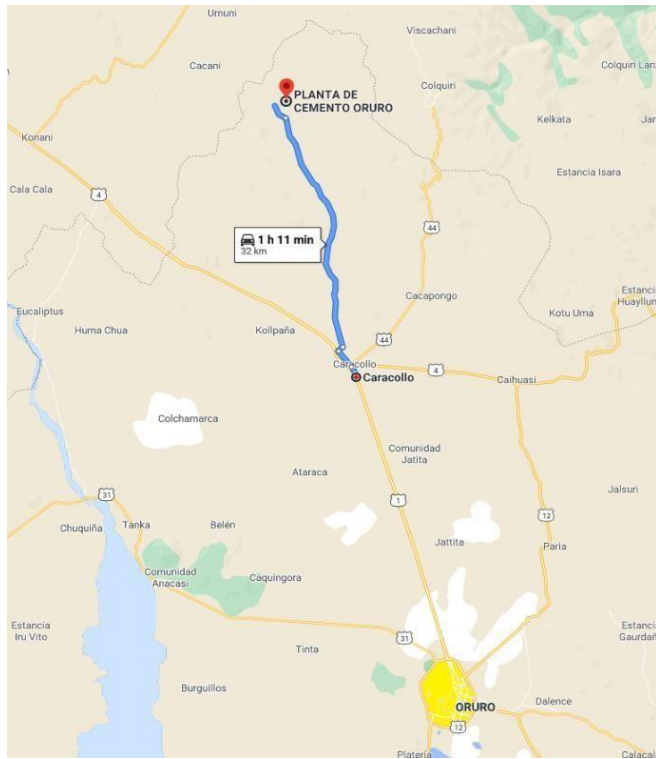 Umuni
Viscachani
Cacani
Colquiri
Colquiri Lan
PLANTA DE
CEMENTO ORURO
Kelkata
Jan
Konani
Estancia Isara
Cala Cala
4
44
1 h 11 min
32 km
Estancia
Huayllun
Cacapongo
Eucaliptus
Kotu Uma
Huma Chua
Kollpaña
44
Caracollo
4
Caracollo
Caihuasi
Colchamarca
Comunidad
Jatita
Ataraca
Jalsuri
31
1
12
Chuquiña
Tanka
Belén
Jattita
Paria
Comunidad
Anacasi
Caquingora
Estancia
Iru Vito
Estancia
Gaurdañ
31
Tinta
Burguillos
ORURO
Dalence
12
Platería
Calacal